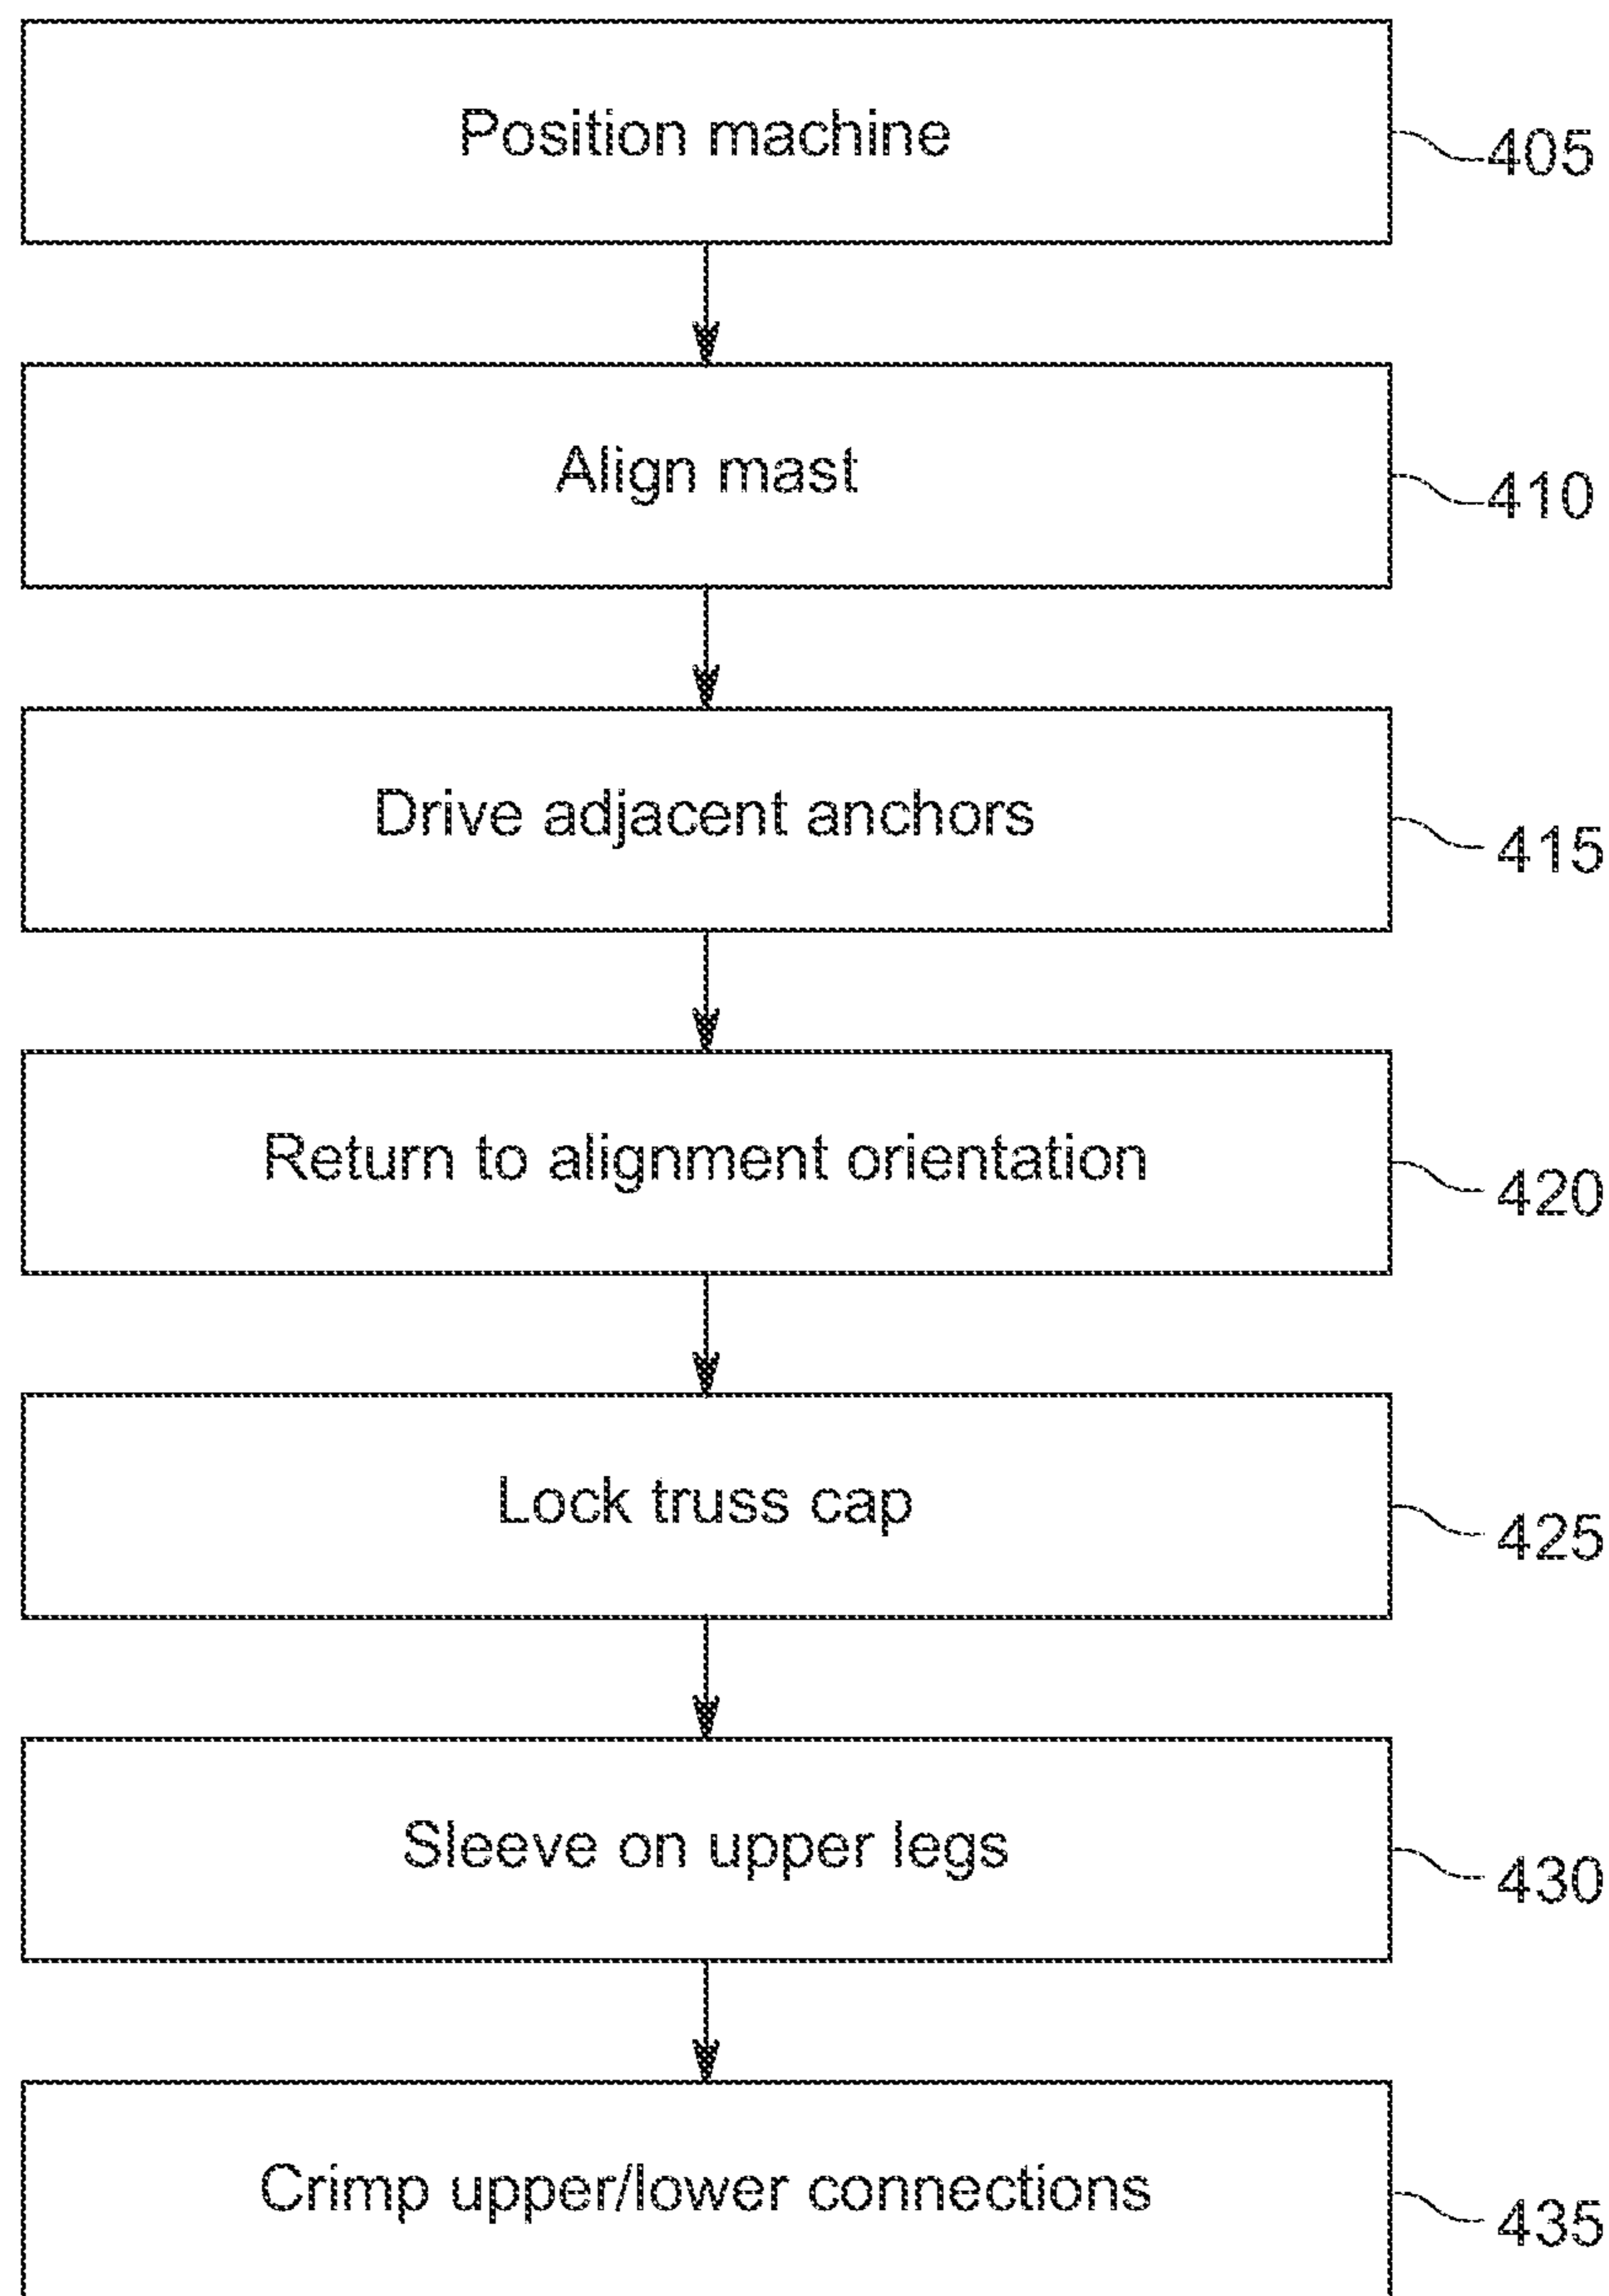 Position machine
405
Align mast
410
Drive adjacent anchors
415
Return to alignment orientation
420
Lock truss cap
425
Sleeve on upper legs
430
Crimp upper/lower connections
435